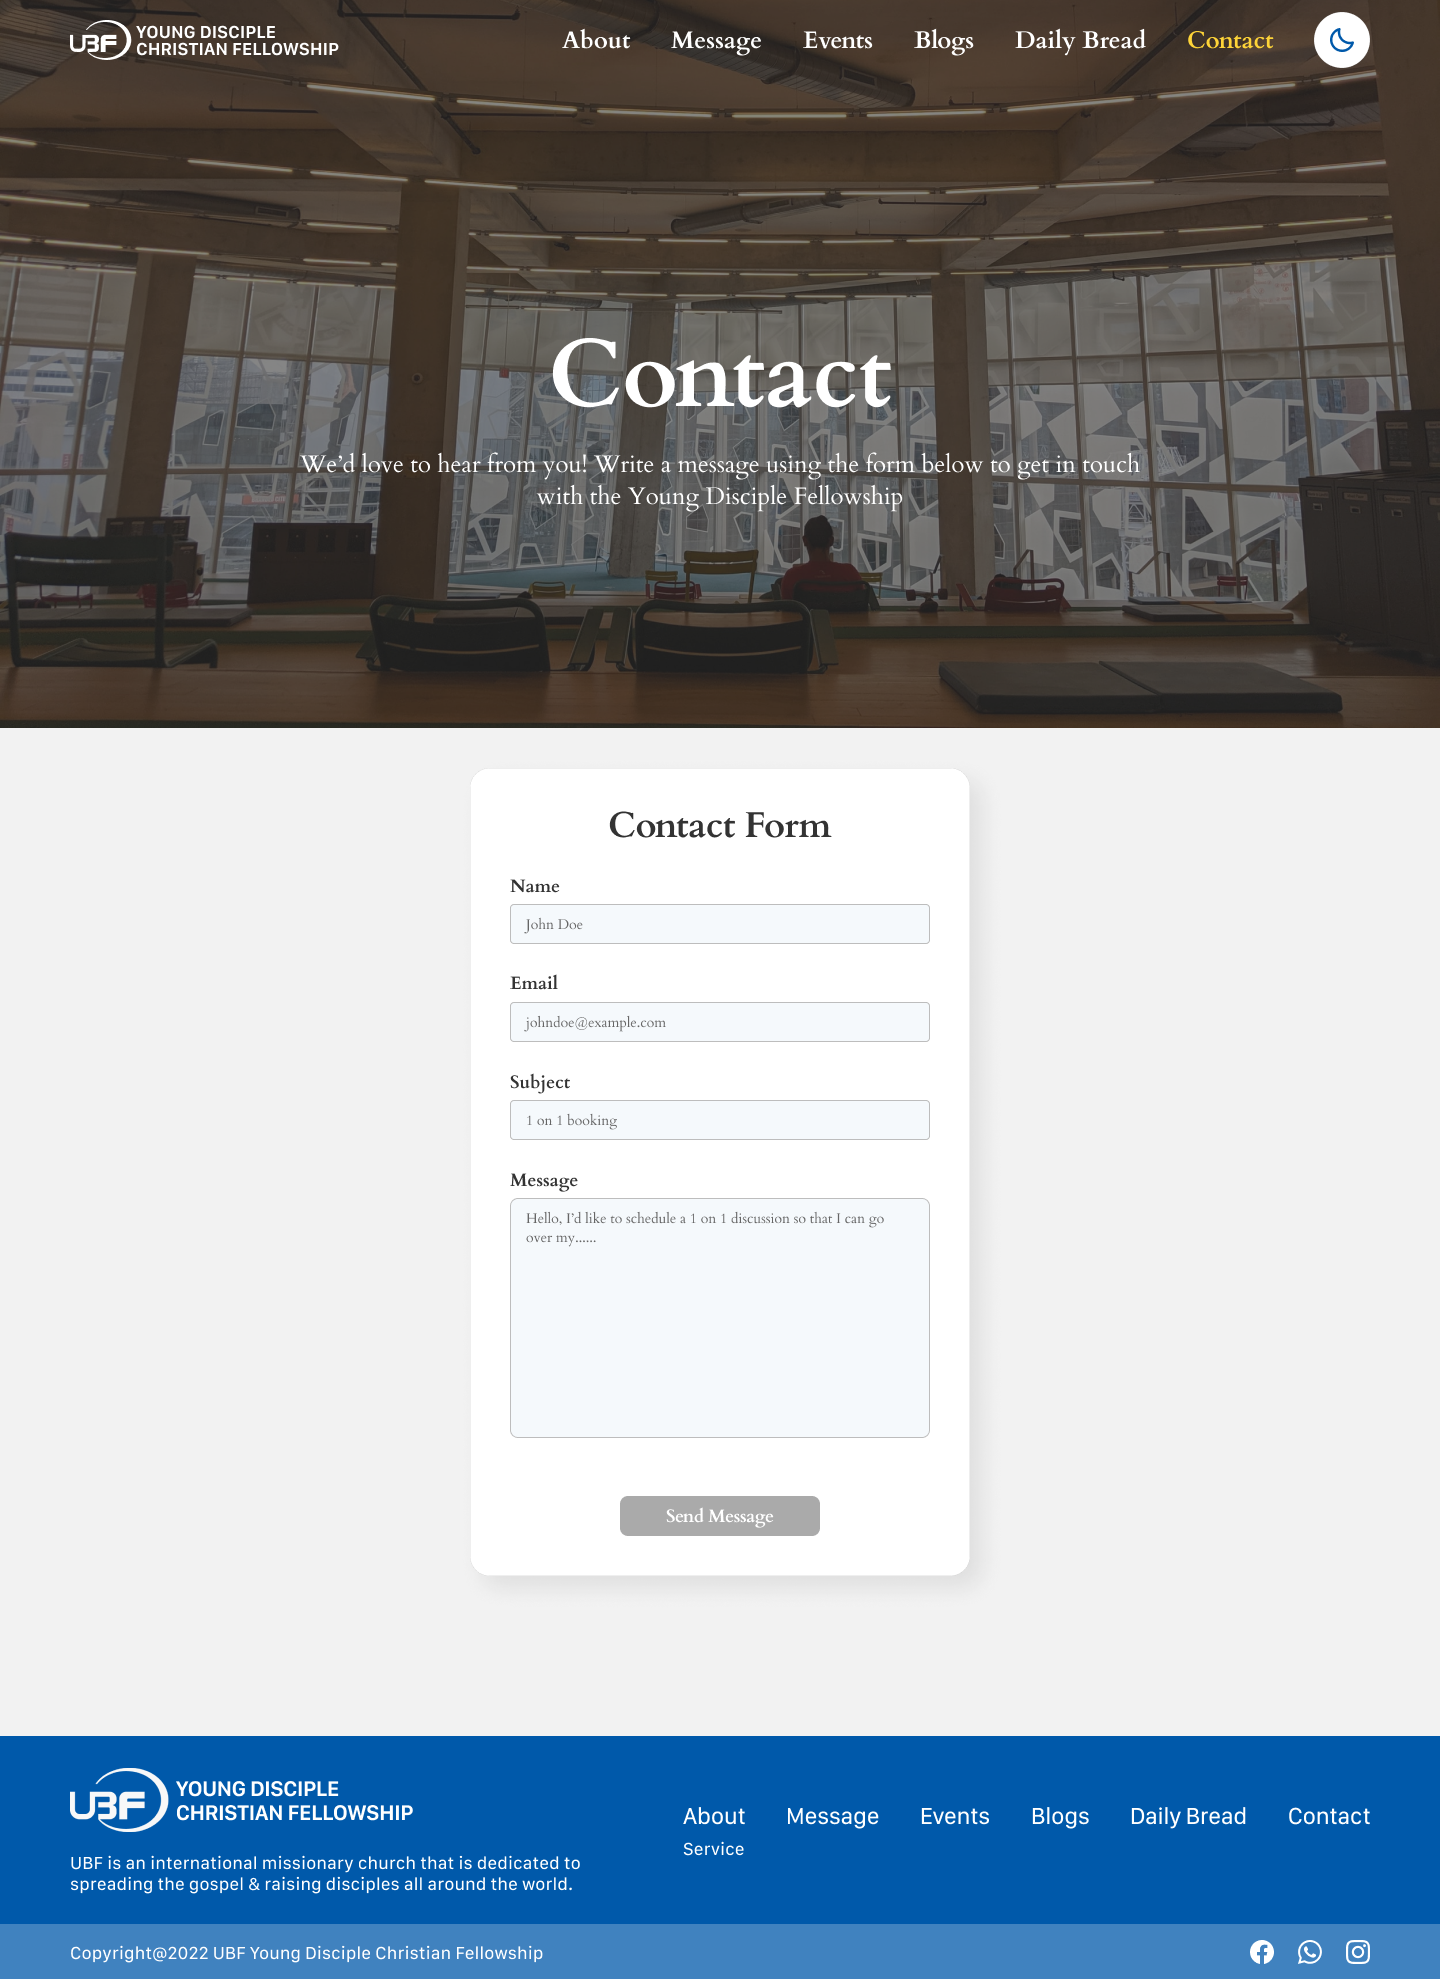 UBF YOUNG DISCIPLE
CHRISTIAN FELLOWSHIP
About Message Events Blogs Daily Bread Contact
Contact
We’d love to hear from you! Write a message using the form below to get in touch
with the Young Disciple Fellowship
Contact Form
Name
John Doe
Email
johndoe@example.com
Subject
1 on 1 booking
Message
Hello, I’d like to schedule a 1 on 1 discussion so that I can go
over my......
Send Message
UBF YOUNG DISCIPLE
CHRISTIAN FELLOWSHIP
UBF is an international missionary church that is dedicated to
spreading the gospel & raising disciples all around the world.
About Message Events Blogs Daily Bread Contact
Service
Copyright@2022 UBF Young Disciple Christian Fellowship